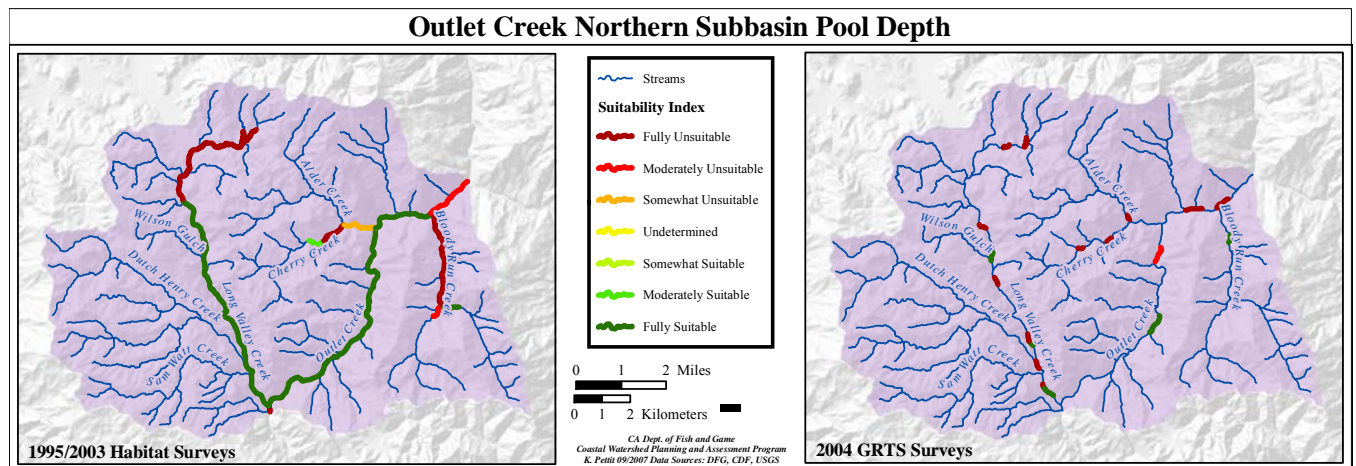 Outlet Creek Northern Subbasin Pool Depth
Wilson Gulch
Dutch Henry Creek
Sam Watt Creek
Long Valley Creek
Cherry Creek
Alder Creek
Outlet Creek
Bloody Run Creek
1995/2003 Habitat Surveys
Streams
Suitability Index
Fully Unsuitable
Moderately Unsuitable
Somewhat Unsuitable
Undetermined
Somewhat Suitable
Moderately Suitable
Fully Suitable
0 1 2 Miles
0 1 2 Kilometers
CA Dept. of Fish and Game
Coastal Watershed Planning and Assessment Program
K. Pettit 09/2007 Data Sources: DFG, CDF, USGS
Wilson Gulch
Dutch Henry Creek
Sam Watt Creek
Long Valley Creek
Cherry Creek
Alder Creek
Outlet Creek
Bloody Run Creek
2004 GRTS Surveys